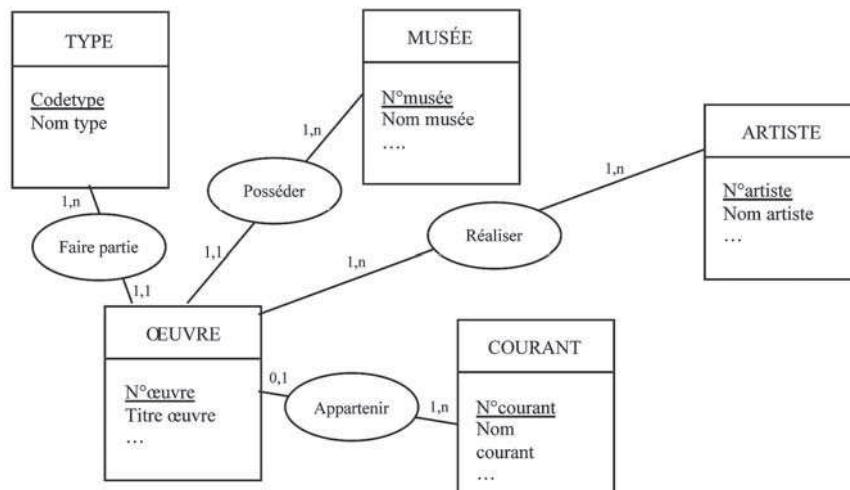 TYPE
Codetype
Nom type
MUSÉE
N°musée
Nom musée
….
ARTISTE
N°artiste
Nom artiste
…
1,n
Posséder
1,1
1,n
Faire partie
1,1
1,n
Réaliser
1,n
ŒUVRE
N°œuvre
Titre œuvre
…
0,1
Appartenir
1,n
COURANT
N°courant
Nom
courant
…